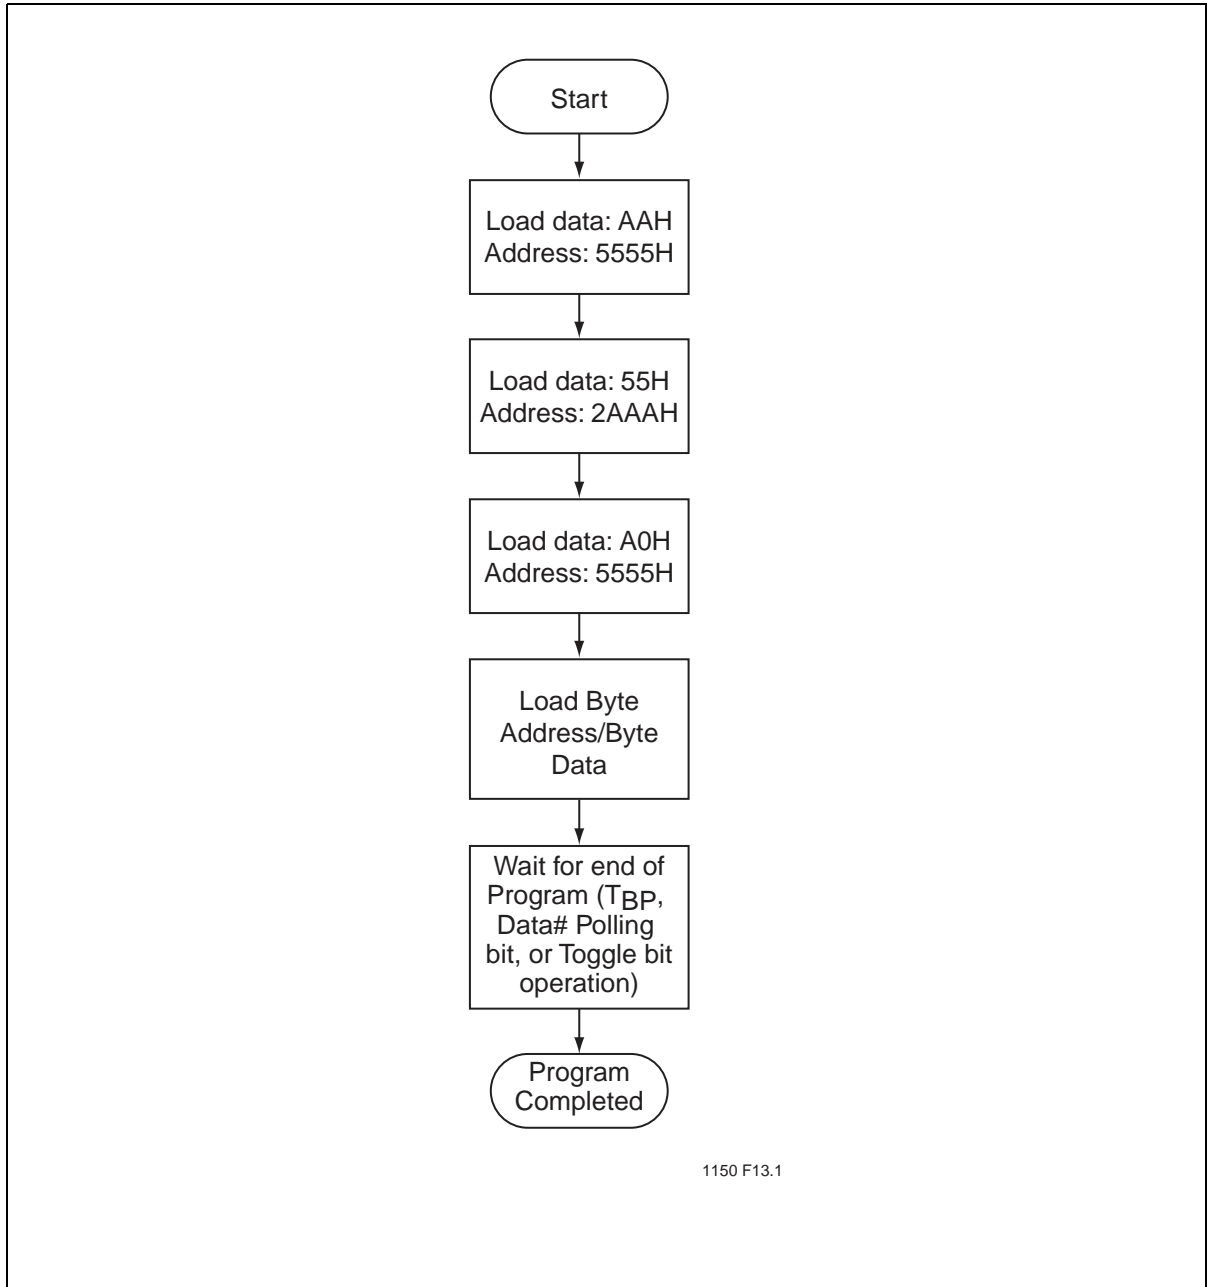 Start
Load data: AAH
Address: 5555H
Load data: 55H
Address: 2AAAH
Load data: A0H
Address: 5555H
Load Byte
Address/Byte
Data
Wait for end of
Program (TBP,
Data# Polling
bit, or Toggle bit
operation)
Program
Completed
1150 F13.1